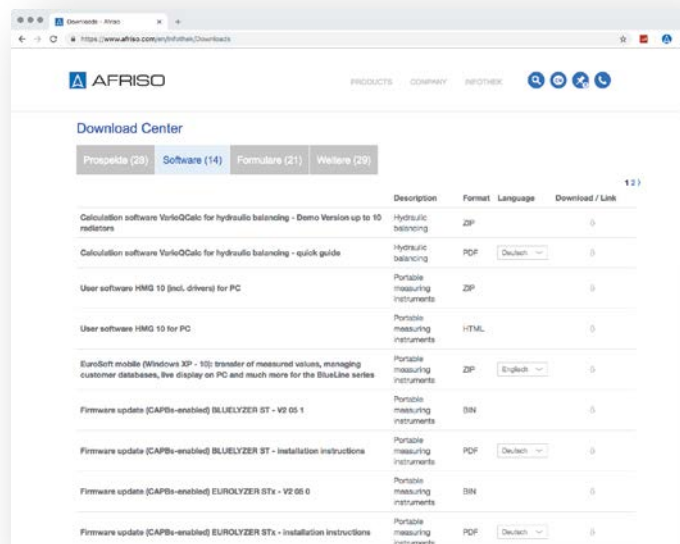 Downloads - Afriso
https://www.afriso.com/en/Infothek/Downloads
AFRISO
PRODUCTS COMPANY INFOTHEK
Download Center
Prospekte (28) Software (14) Formulare (21) Weitere (29)
1 2 )
Description Format Language Download / Link
Calculation software VarioQCalc for hydraulic balancing - Demo Version up to 10
radiators
Hydraulic
balancing
ZIP
Calculation software VarioQCalc for hydraulic balancing - quick guide
Hydraulic
balancing
PDF Deutsch
User software HMG 10 (incl. drivers) for PC
Portable
measuring
instruments
ZIP
User software HMG 10 for PC
Portable
measuring
instruments
HTML
EuroSoft mobile (Windows XP - 10): transfer of measured values, managing
customer databases, live display on PC and much more for the BlueLine series
Portable
measuring
instruments
ZIP Englisch
Firmware update (CAPBs-enabled) BLUELYZER ST - V2 05 1
Portable
measuring
instruments
BIN
Firmware update (CAPBs-enabled) BLUELYZER ST - installation instructions
Portable
measuring
instruments
PDF Deutsch
Firmware update (CAPBs-enabled) EUROLYZER STx - V2 05 0
Portable
measuring
instruments
BIN
Firmware update (CAPBs-enabled) EUROLYZER STx - installation instructions
Portable
measuring
instruments
PDF Deutsch